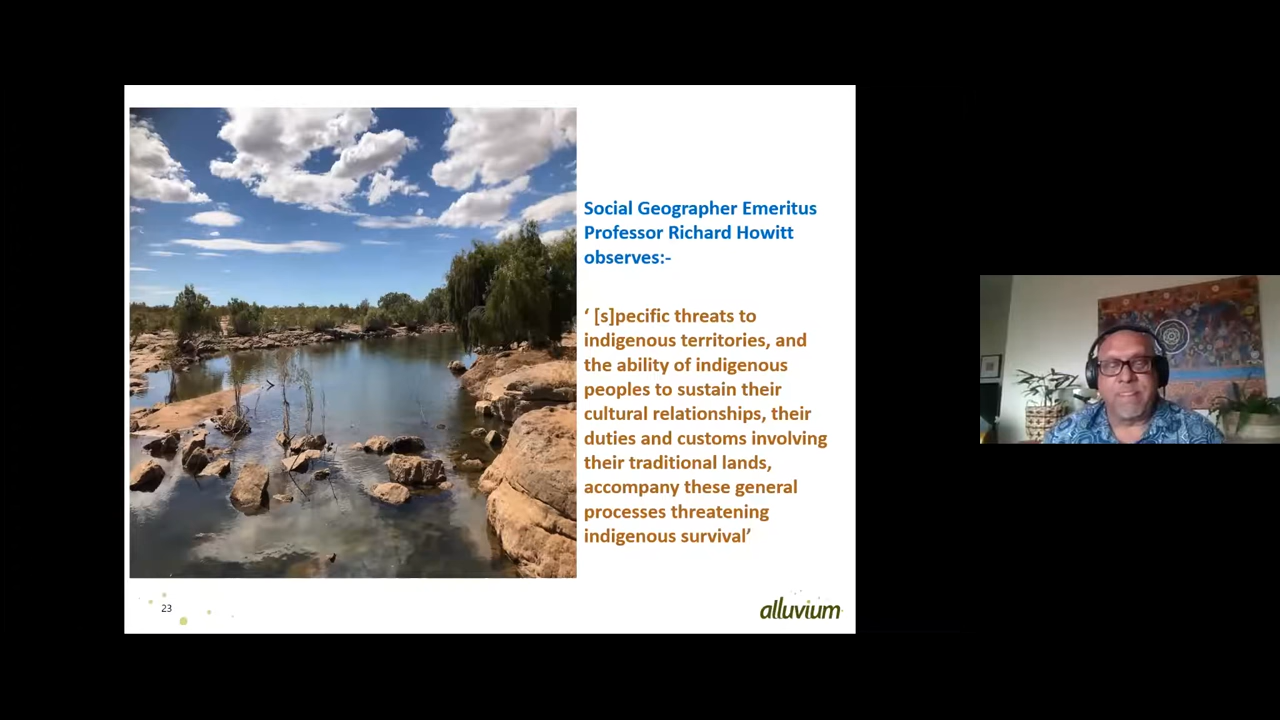 Social Geographer Emeritus
Professor Richard Howitt
observes:-
‘ [s]pecific threats to
indigenous territories, and
the ability of indigenous
peoples to sustain their
cultural relationships, their
duties and customs involving
their traditional lands,
accompany these general
processes threatening
indigenous survival’
23
alluvium